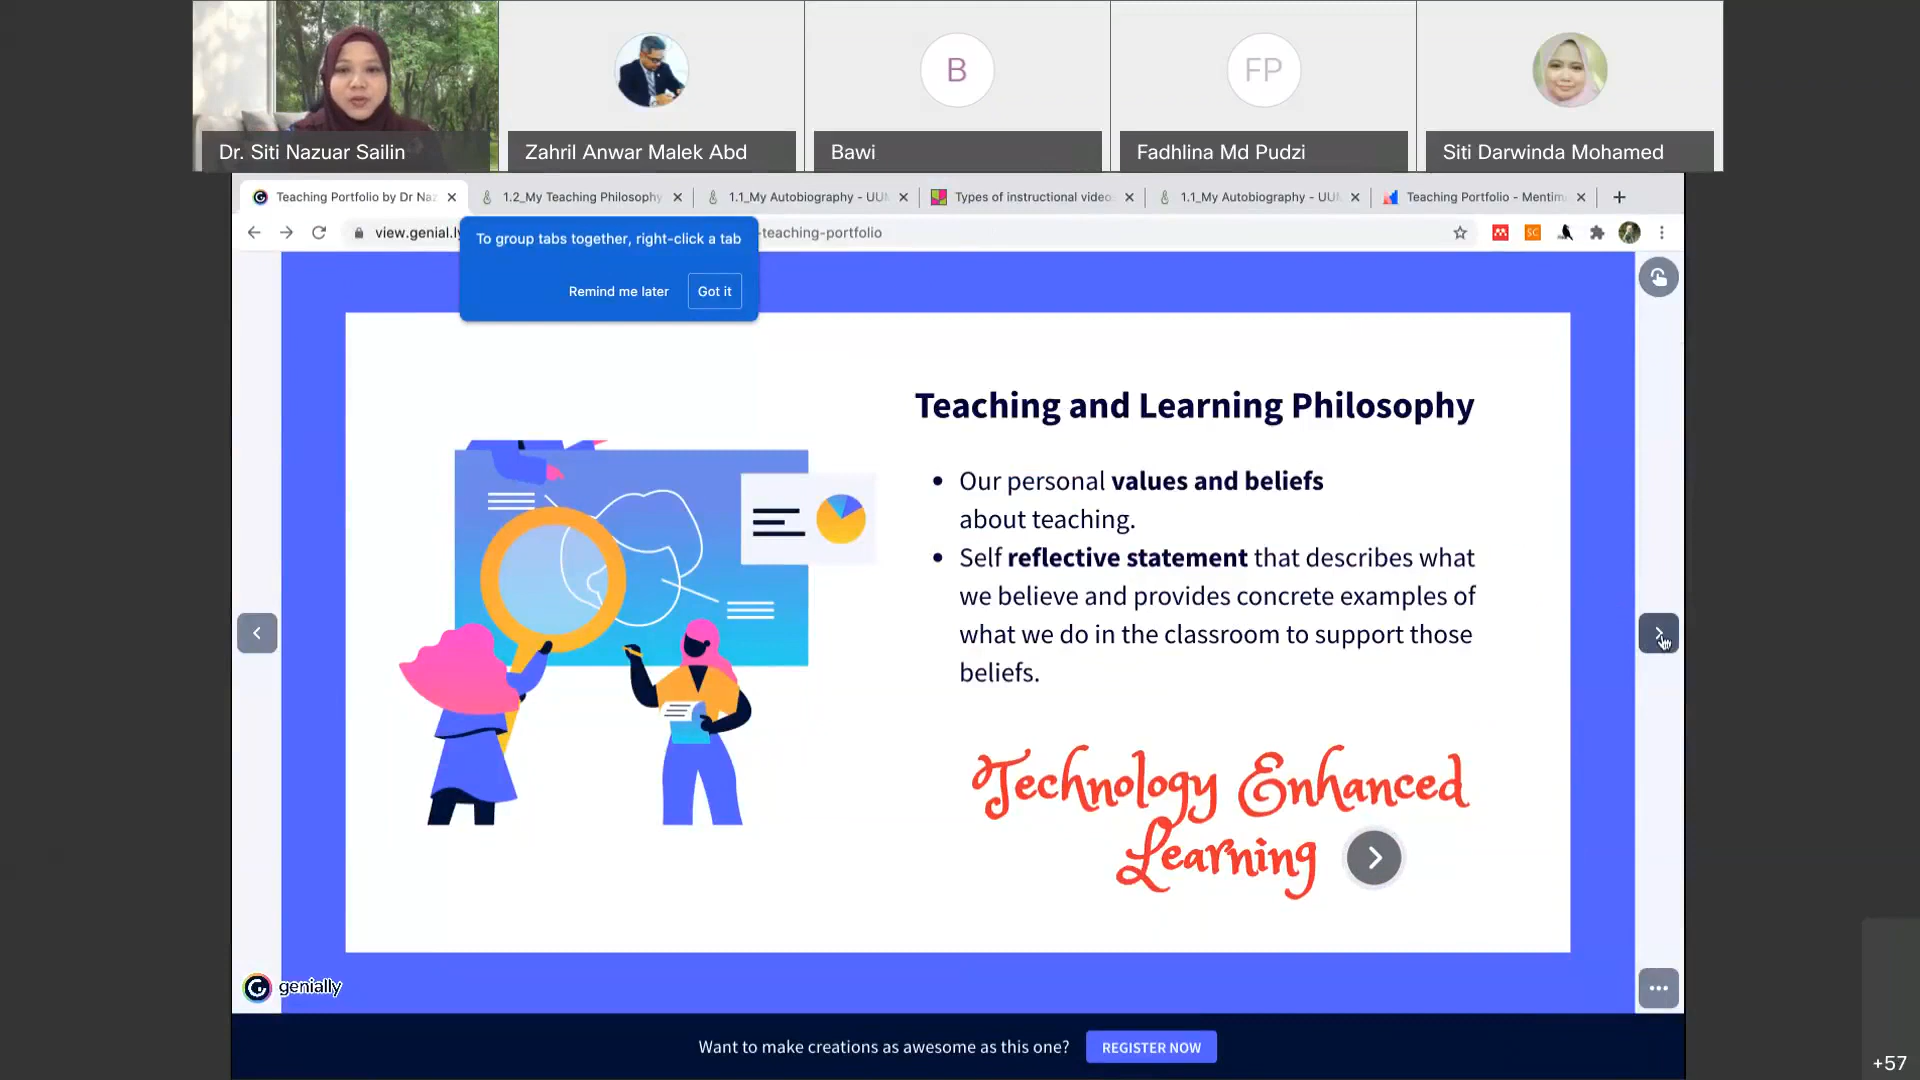 B
FP
Dr. Siti Nazuar Sailin
Zahril Anwar Malek Abd
Bawi
Fadhlina Md Pudzi
Siti Darwinda Mohamed
Teaching Portfolio by Dr Naz
1.2_My Teaching Philosophy
1.1_My Autobiography - UU
Types of instructional video
1.1_My Autobiography - UU
Teaching Portfolio - Mentim
view.genial.ly
-teaching-portfolio
SC
To group tabs together, right-click a tab
Remind me later
Got it
Teaching and Learning Philosophy
• Our personal values and beliefs
about teaching.
• Self reflective statement that describes what
we believe and provides concrete examples of
what we do in the classroom to support those
beliefs.
Technology Enhanced
Learning
genially
Want to make creations as awesome as this one?
REGISTER NOW
+57